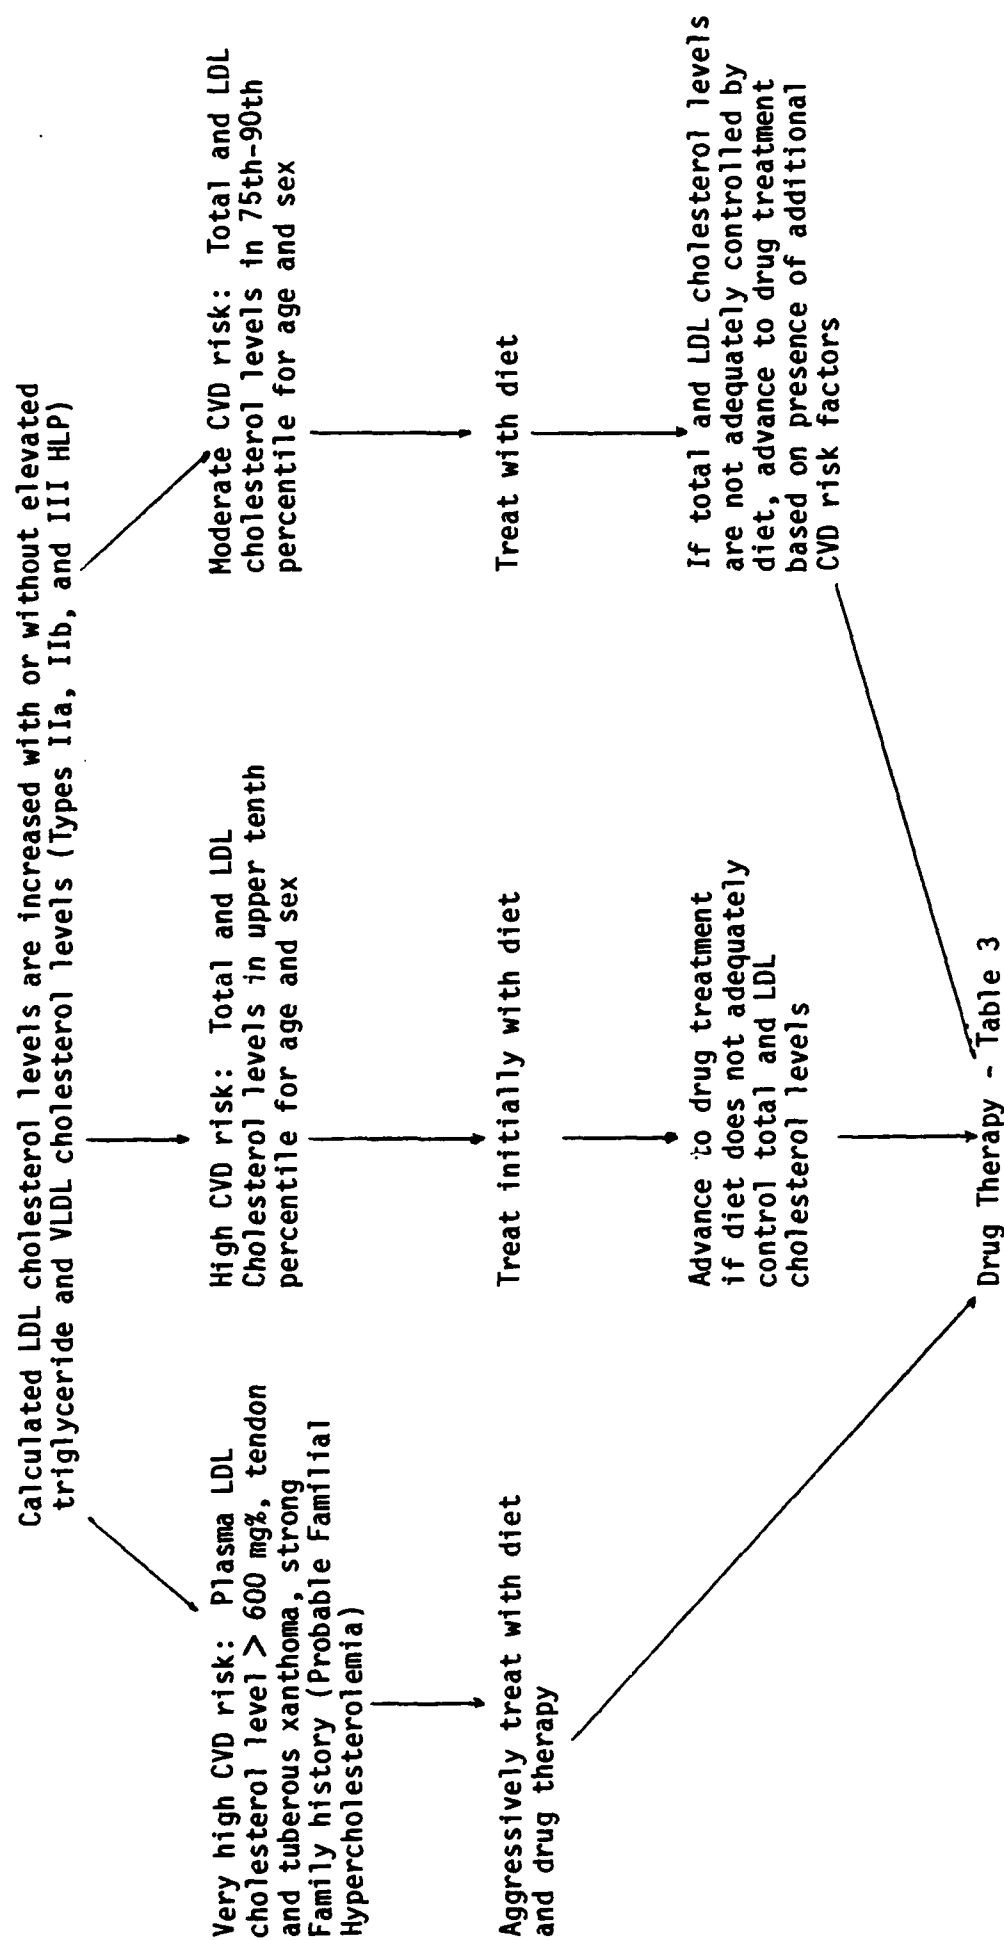 Calculated LDL cholesterol levels are increased with or without elevated
triglyceride and VLDL cholesterol levels (Types IIa, IIb, and III HLP)
Very high CVD risk: Plasma LDL
cholesterol level > 600 mg%, tendon
and tuberous xanthoma, strong
Family history (Probable Familial
Hypercholesterolemia)
Aggressively treat with diet
and drug therapy
High CVD risk: Total and LDL
Cholesterol levels in upper tenth
percentile for age and sex
Treat initially with diet
Advance to drug treatment
if diet does not adequately
control total and LDL
cholesterol levels
Moderate CVD risk: Total and LDL
cholesterol levels in 75th-90th
percentile for age and sex
Treat with diet
If total and LDL cholesterol levels
are not adequately controlled by
diet, advance to drug treatment
based on presence of additional
CVD risk factors
Drug Therapy - Table 3